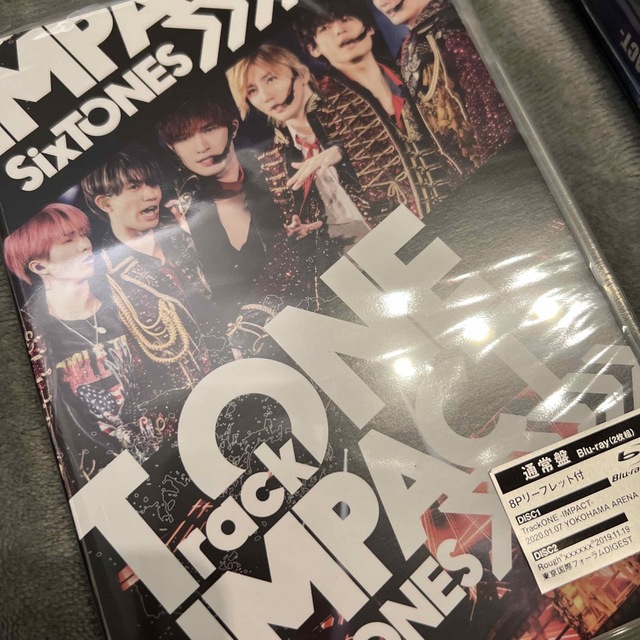 IMPACT
SixTONES
TrackONE
IMPACT
TONES
通常盤 Blu-ray(2枚組)
8Pリーフレット付
DISC1
TrackONE -IMPACT-
2020.01.07 YOKOHAMA ARENA
DISC2
Rough"xxxxxx"2019.11.19
東京国際フォーラムDIGEST